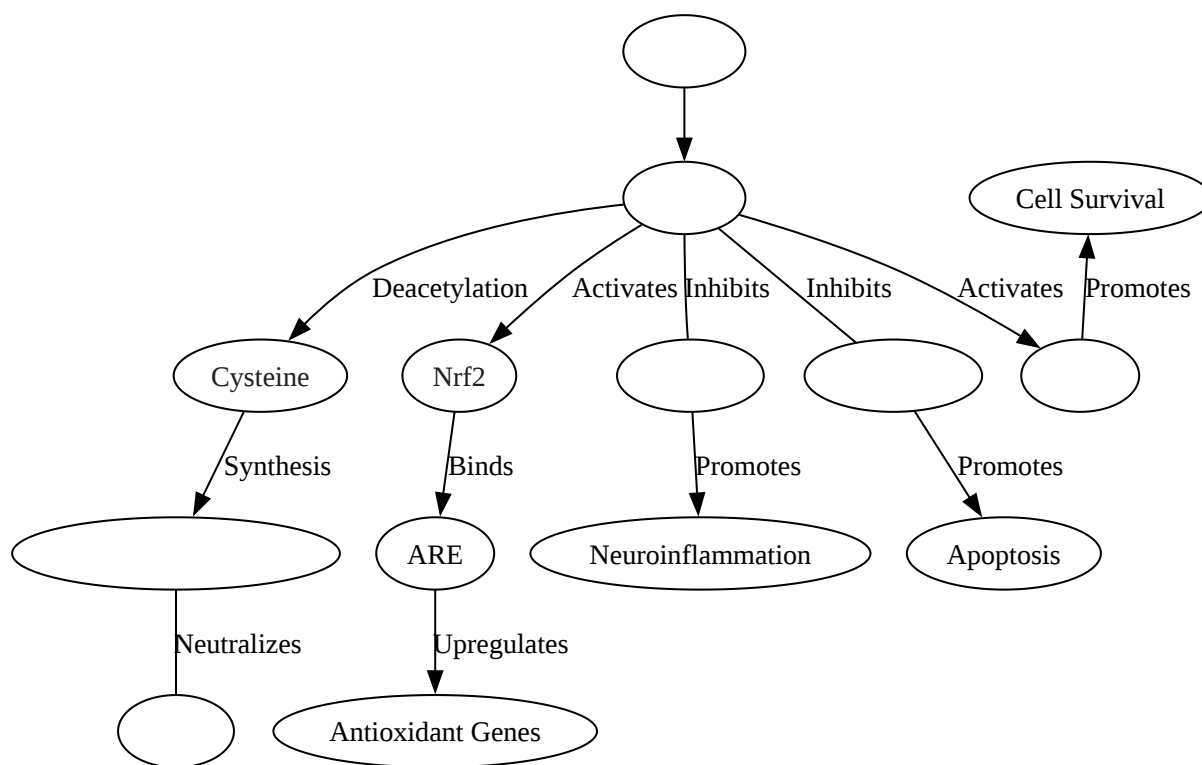 Cell Survival
Deacetylation
Activates
Inhibits
Inhibits
Activates
Promotes
Cysteine
Nrf2
Synthesis
Binds
Promotes
Promotes
ARE
Neuroinflammation
Apoptosis
Neutralizes
Upregulates
Antioxidant Genes